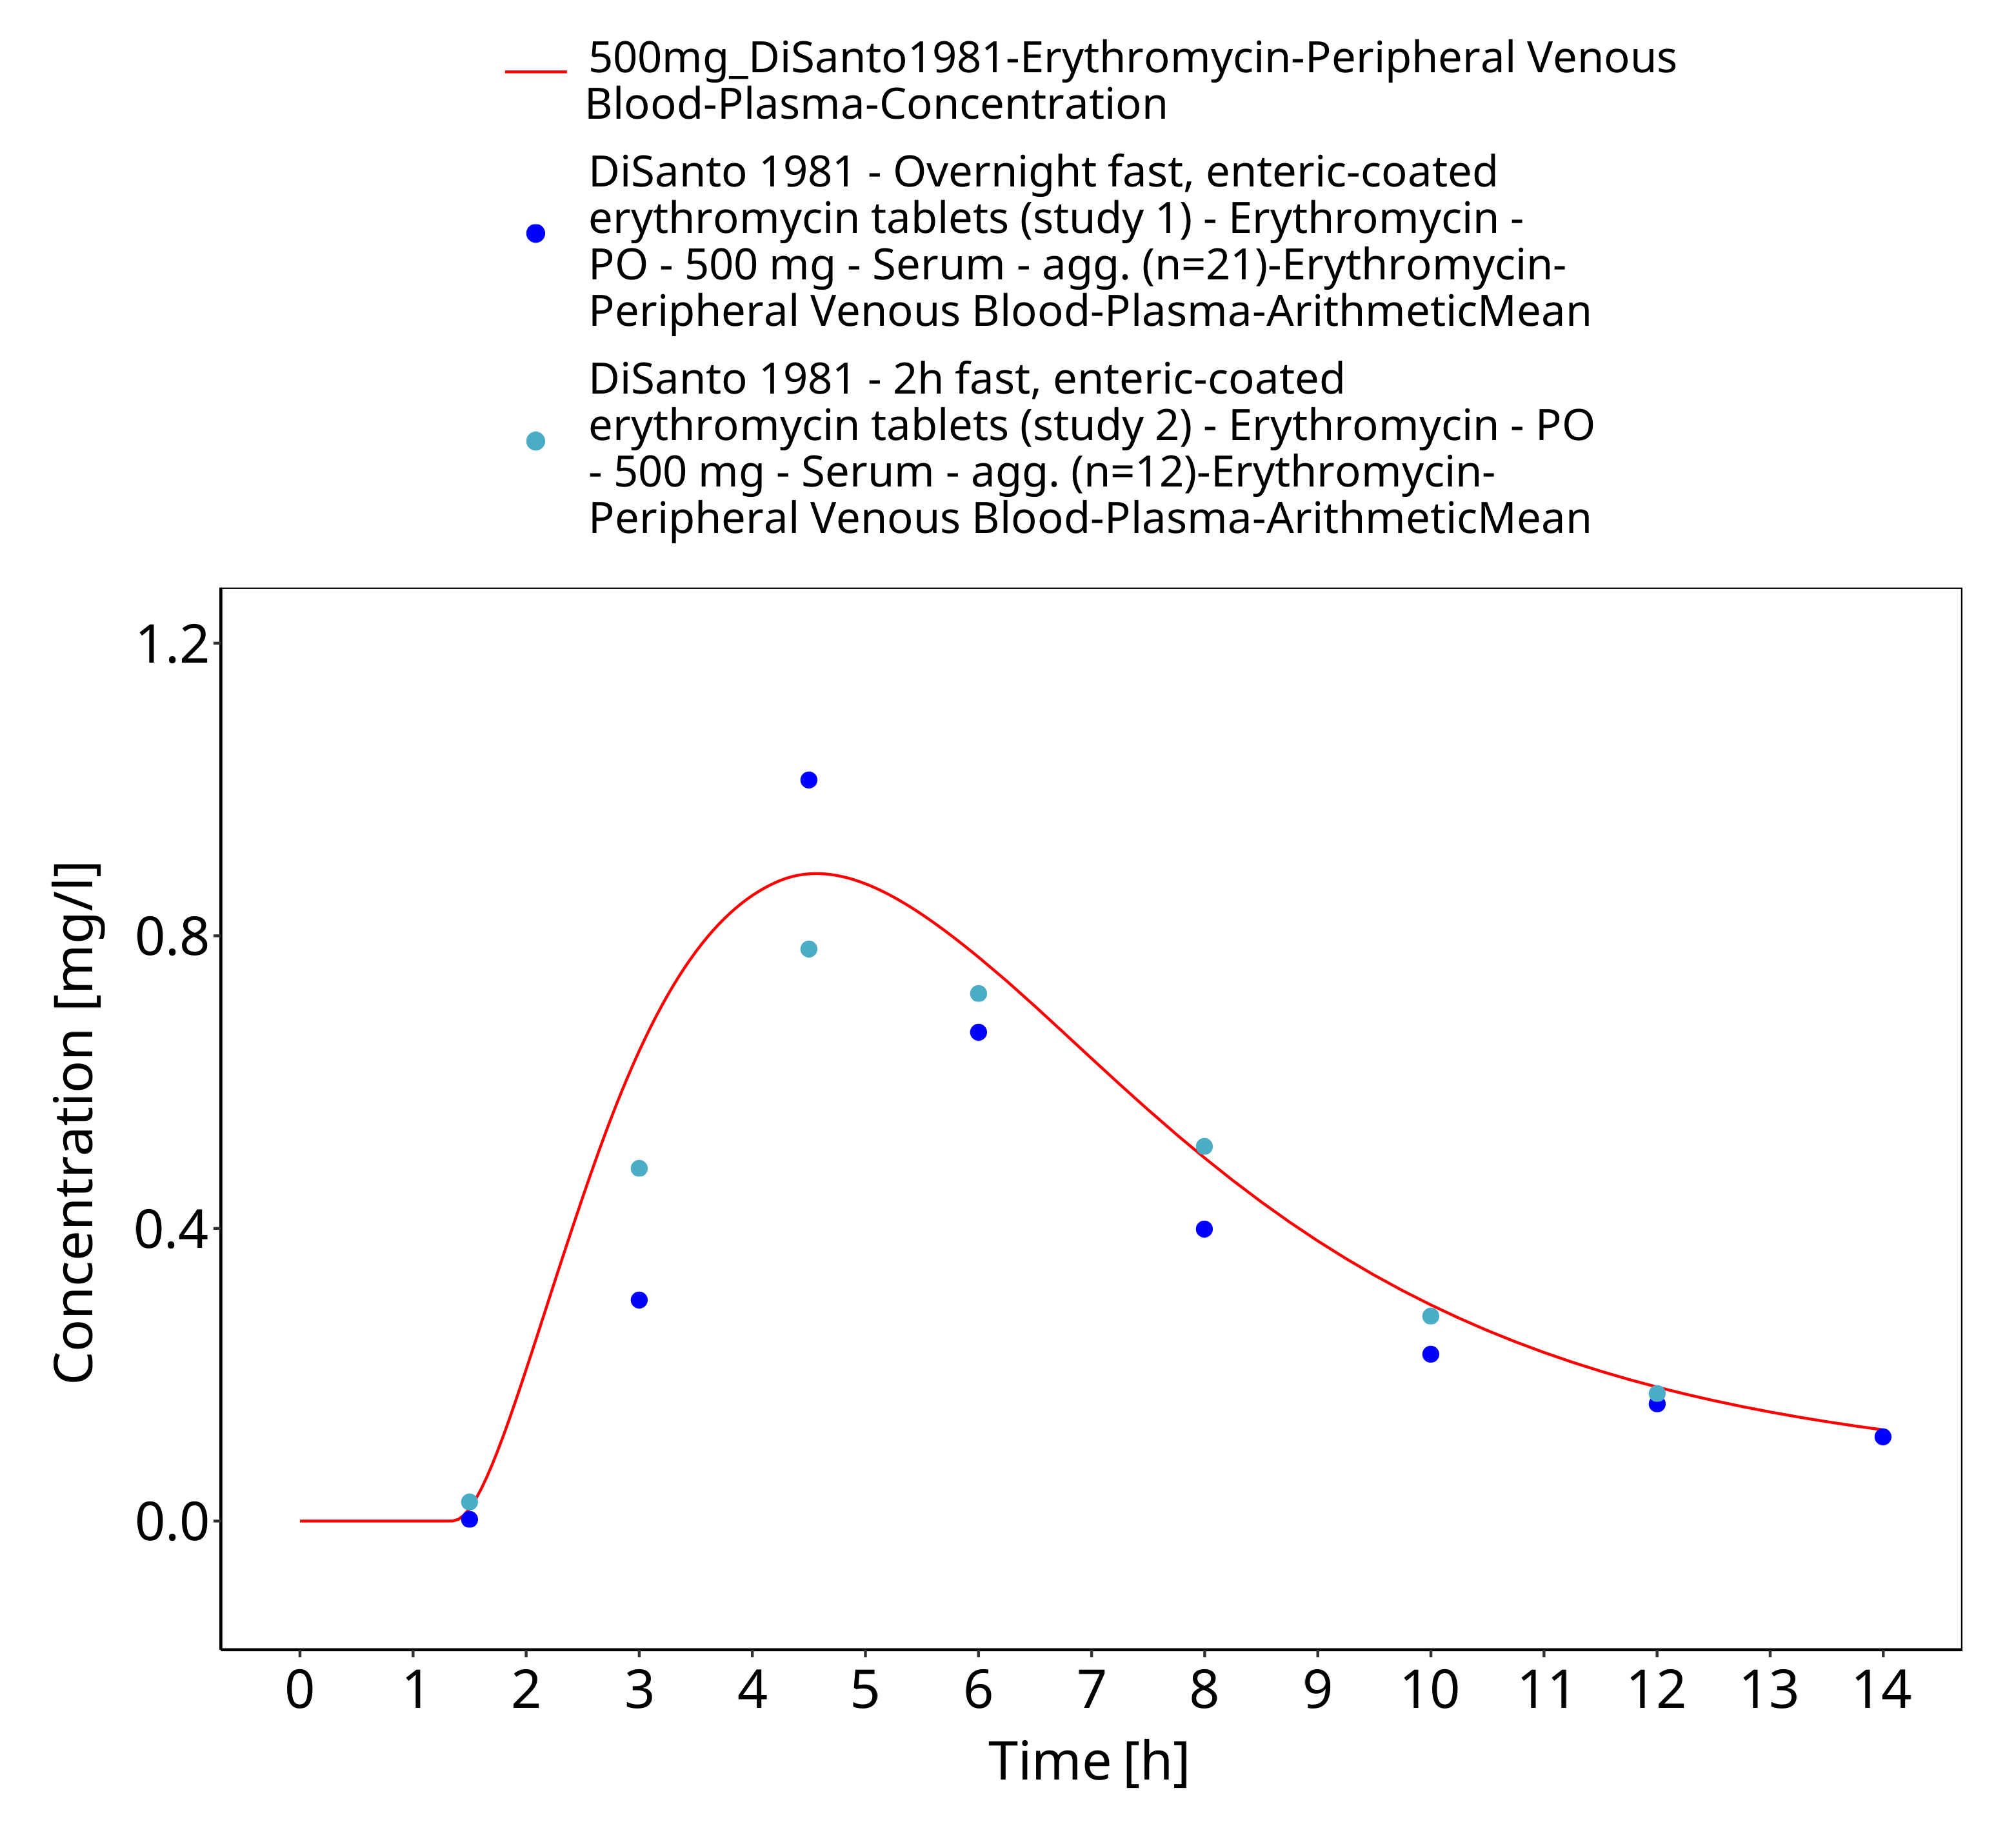 500mg_DiSanto1981-Erythromycin-Peripheral Venous
Blood-Plasma-Concentration
DiSanto 1981 - Overnight fast, enteric-coated
erythromycin tablets (study 1) - Erythromycin -
PO - 500 mg - Serum - agg. (n=21)-Erythromycin-
Peripheral Venous Blood-Plasma-ArithmeticMean
DiSanto 1981 - 2h fast, enteric-coated
erythromycin tablets (study 2) - Erythromycin - PO
- 500 mg - Serum - agg. (n=12)-Erythromycin-
Peripheral Venous Blood-Plasma-ArithmeticMean
Concentration [mg/l]
1.2
0.8
0.4
0.0
0 1 2 3 4 5 6 7 8 9 10 11 12 13 14
Time [h]